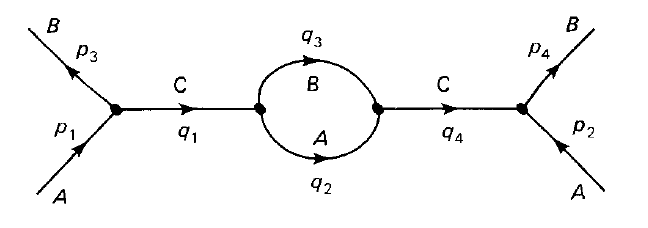 B p₃ q₃ p₄ B
C B C
p₁ q₁ A q₄ p₂
A q₂ A